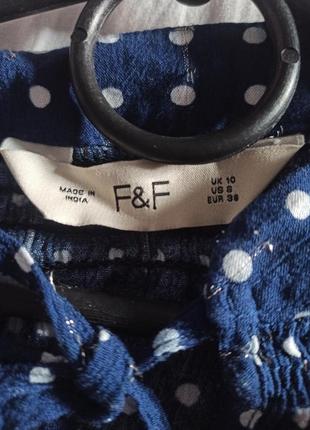 MADE IN
INDIA
F&F
UK 10
US 8
EUR 38